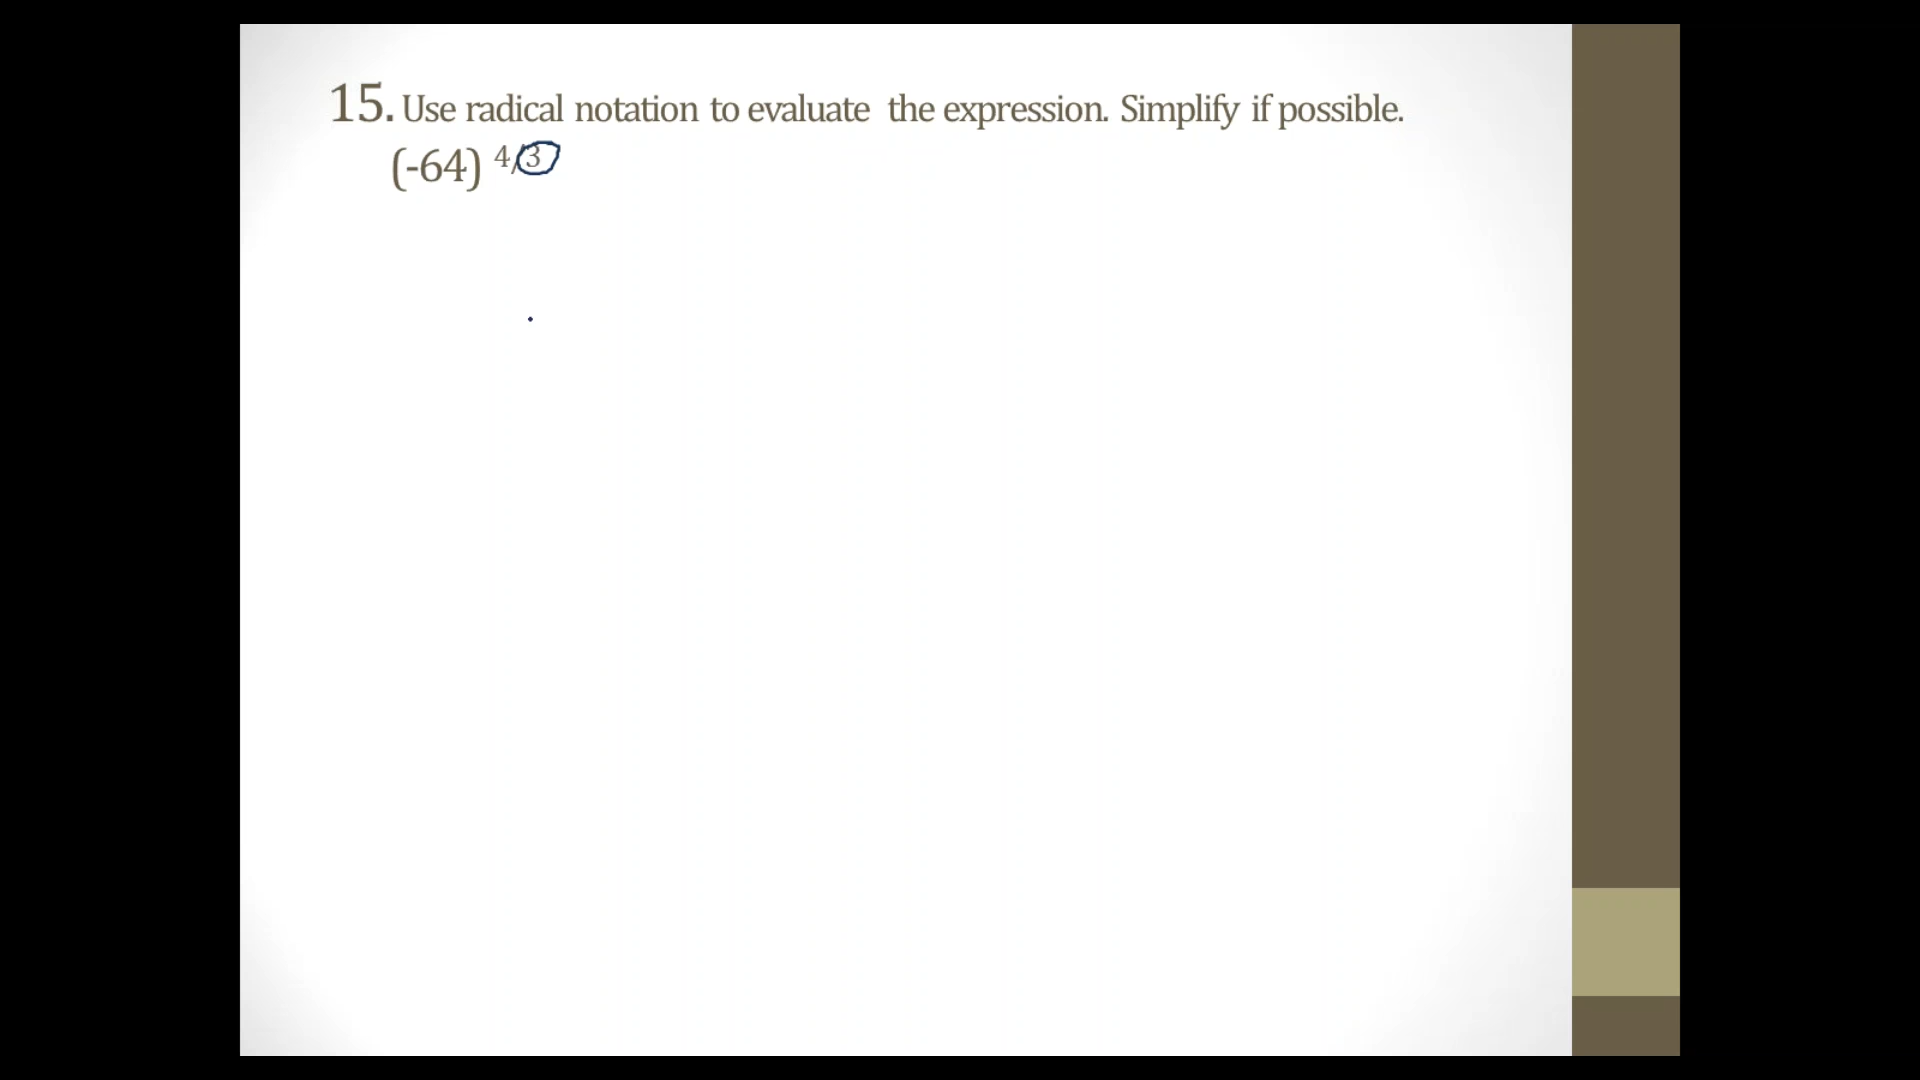 15. Use radical notation to evaluate the expression. Simplify if possible.
(-64) 4/3